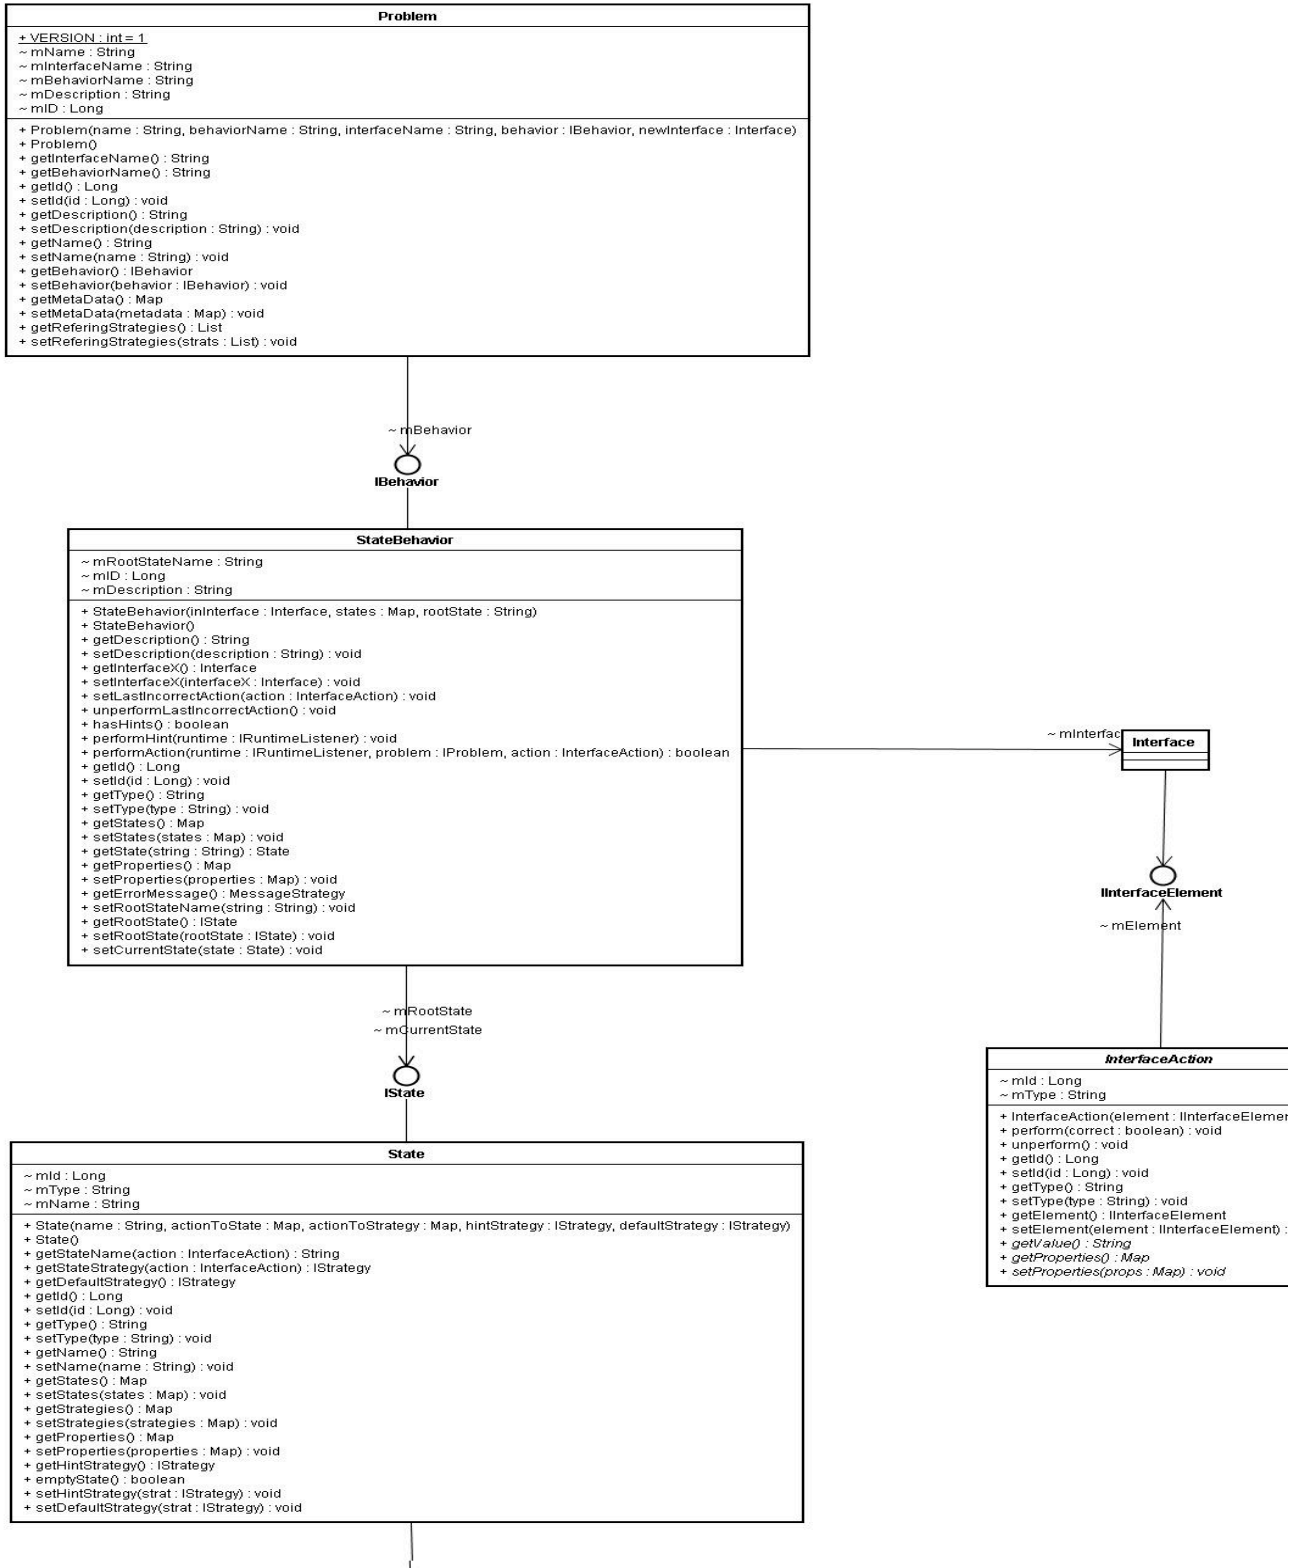 Problem
+ VERSION : int = 1
~ mName : String
~ mInterfaceName : String
~ mBehaviorName : String
~ mDescription : String
~ mID : Long
+ Problem(name : String, behaviorName : String, interfaceName : String, behavior : IBehavior, newInterface : Interface)
+ Problem()
+ getInterfaceName() : String
+ getBehaviorName() : String
+ getId() : Long
+ setId(id : Long) : void
+ getDescription() : String
+ setDescription(description : String) : void
+ getName() : String
+ setName(name : String) : void
+ getBehavior() : IBehavior
+ setBehavior(behavior : IBehavior) : void
+ getMetaData() : Map
+ setMetaData(metadata : Map) : void
+ getReferingStrategies() : List
+ setReferingStrategies(strats : List) : void
~ mBehavior
IBehavior
StateBehavior
~ mRootStateName : String
~ mID : Long
~ mDescription : String
+ StateBehavior(inInterface : Interface, states : Map, rootState : String)
+ StateBehavior()
+ getDescription() : String
+ setDescription(description : String) : void
+ getInterfaceX() : Interface
+ setInterfaceX(interfaceX : Interface) : void
+ setLastIncorrectAction(action : InterfaceAction) : void
+ unperformLastIncorrectAction() : void
+ hasHints() : boolean
+ performHint(runtime : IRuntimeListener) : void
+ performAction(runtime : IRuntimeListener, problem : IProblem, action : InterfaceAction) : boolean
+ getId() : Long
+ setId(id : Long) : void
+ getType() : String
+ setType(type : String) : void
+ getStates() : Map
+ setStates(states : Map) : void
+ getState(string : String) : State
+ getProperties() : Map
+ setProperties(properties : Map) : void
+ getErrorMessage() : MessageStrategy
+ setRootStateName(string : String) : void
+ getRootState() : IState
+ setRootState(rootState : IState) : void
+ setCurrentState(state : State) : void
~ mInterfac
Interface
IInterfaceElement
~ mElement
~ mRootState
~ mCurrentState
IState
InterfaceAction
~ mId : Long
~ mType : String
+ InterfaceAction(element : IInterfaceElemer
+ perform(correct : boolean) : void
+ unperform() : void
+ getId() : Long
+ setId(id : Long) : void
+ getType() : String
+ setType(type : String) : void
+ getElement() : IInterfaceElement
+ setElement(element : IInterfaceElement) :
+ getValue() : String
+ getProperties() : Map
+ setProperties(props : Map) : void
State
~ mId : Long
~ mType : String
~ mName : String
+ State(name : String, actionToState : Map, actionToStrategy : Map, hintStrategy : IStrategy, defaultStrategy : IStrategy)
+ State()
+ getStateName(action : InterfaceAction) : String
+ getStateStrategy(action : InterfaceAction) : IStrategy
+ getDefaultStrategy() : IStrategy
+ getId() : Long
+ setId(id : Long) : void
+ getType() : String
+ setType(type : String) : void
+ getName() : String
+ setName(name : String) : void
+ getStates() : Map
+ setStates(states : Map) : void
+ getStrategies() : Map
+ setStrategies(strategies : Map) : void
+ getProperties() : Map
+ setProperties(properties : Map) : void
+ getHintStrategy() : IStrategy
+ emptyState() : boolean
+ setHintStrategy(strat : IStrategy) : void
+ setDefaultStrategy(strat : IStrategy) : void